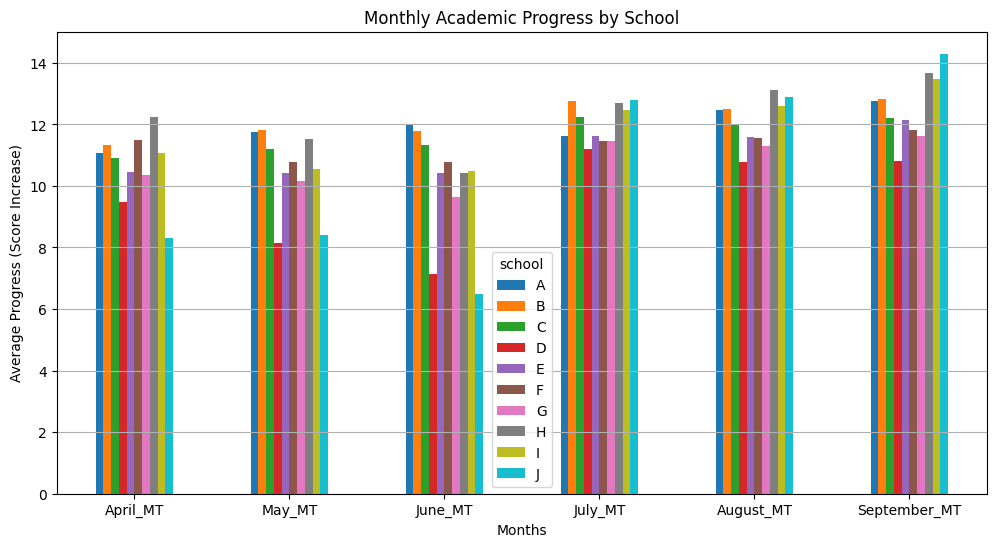 Monthly Academic Progress by School
Average Progress (Score Increase)
14
12
10
8
6
4
2
0
school
A
B
C
D
E
F
G
H
I
J
April_MT May_MT June_MT July_MT August_MT September_MT
Months